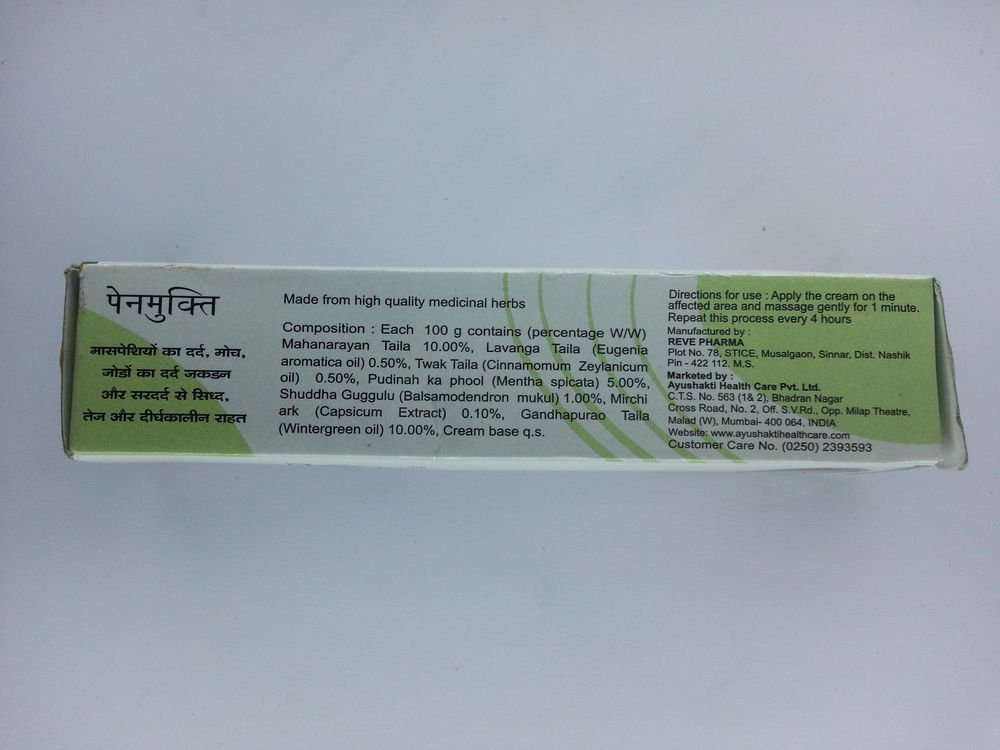 पेनमुक्ति
मासपेशियों का दर्द, मोच,
जोडों का दर्द जकडन
और सरदर्द से सिध्द,
तेज और दीर्घकालीन राहत
Made from high quality medicinal herbs
Composition : Each 100 g contains (percentage W/W)
Mahanarayan Taila 10.00%, Lavanga Taila (Eugenia
aromatica oil) 0.50%, Twak Taila (Cinnamomum Zeylanicum
oil) 0.50%, Pudinah ka phool (Mentha spicata) 5.00%,
Shuddha Guggulu (Balsamodendron mukul) 1.00%, Mirchi
ark (Capsicum Extract) 0.10%, Gandhapurao Taila
(Wintergreen oil) 10.00%, Cream base q.s.
Directions for use : Apply the cream on the
affected area and massage gently for 1 minute.
Repeat this process every 4 hours
Manufactured by :
REVE PHARMA
Plot No. 78, STICE, Musalgaon, Sinnar, Dist. Nashik
Pin - 422 112. M.S.
Marketed by :
Ayushakti Health Care Pvt. Ltd.
C.T.S. No. 563 (1& 2), Bhadran Nagar
Cross Road, No. 2, Off. S.V.Rd., Opp. Milap Theatre,
Malad (W), Mumbai- 400 064. INDIA
Website: www.ayushaktihealthcare.com
Customer Care No. (0250) 2393593